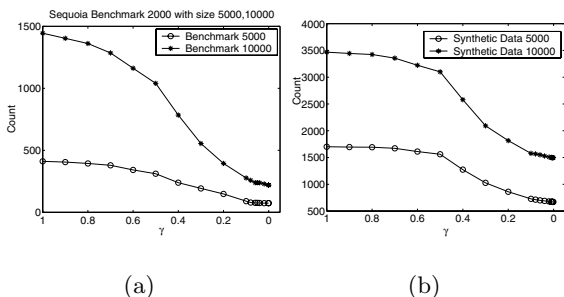 Sequoia Benchmark 2000 with size 5000,10000
1500
1000
500
0
Count
1
0.8
0.6
0.4
0.2
0
γ
Benchmark 5000
Benchmark 10000
(a)
4000
3500
3000
2500
2000
1500
1000
500
Count
1
0.8
0.6
0.4
0.2
0
γ
Synthetic Data 5000
Synthetic Data 10000
(b)